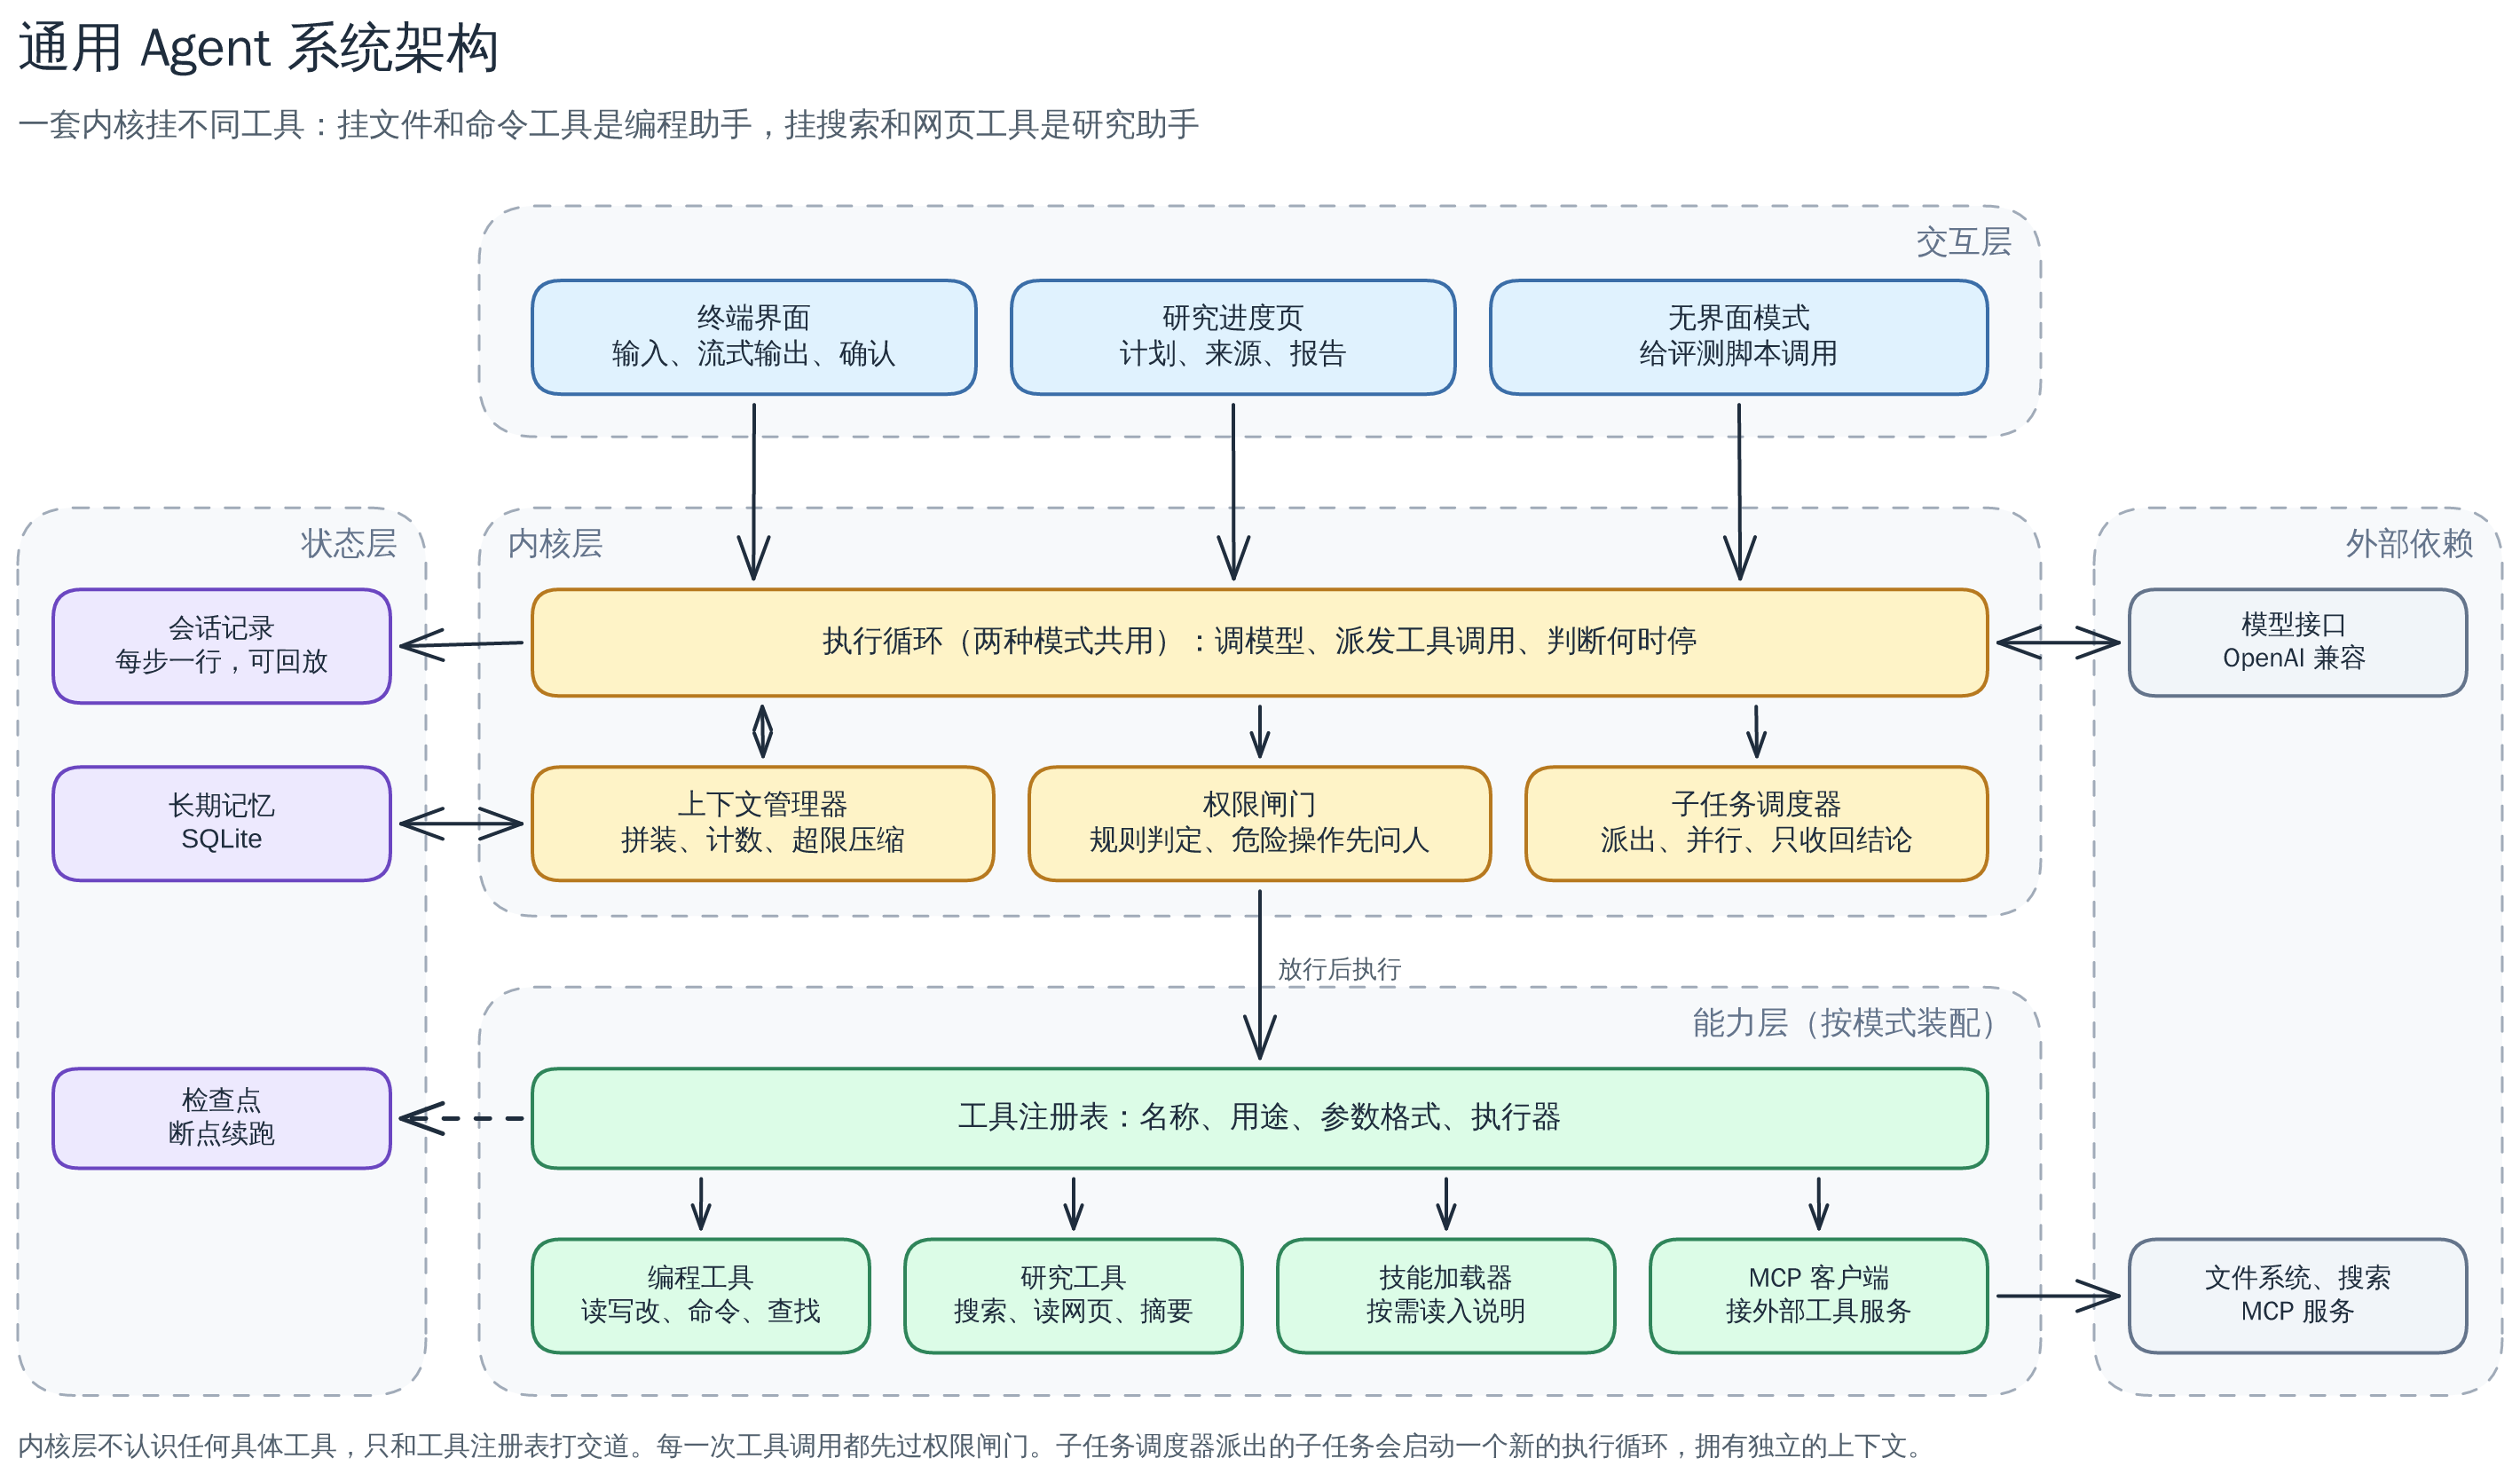 通用 Agent 系统架构
一套内核挂不同工具：挂文件和命令工具是编程助手，挂搜索和网页工具是研究助手
交互层
终端界面
输入、流式输出、确认
研究进度页
计划、来源、报告
无界面模式
给评测脚本调用
状态层
会话记录
每步一行，可回放
长期记忆
SQLite
检查点
断点续跑
内核层
执行循环（两种模式共用）：调模型、派发工具调用、判断何时停
上下文管理器
拼装、计数、超限压缩
权限闸门
规则判定、危险操作先问人
子任务调度器
派出、并行、只收回结论
放行后执行
能力层（按模式装配）
工具注册表：名称、用途、参数格式、执行器
编程工具
读写改、命令、查找
研究工具
搜索、读网页、摘要
技能加载器
按需读入说明
MCP 客户端
接外部工具服务
外部依赖
模型接口
OpenAI 兼容
文件系统、搜索
MCP 服务
内核层不认识任何具体工具，只和工具注册表打交道。每一次工具调用都先过权限闸门。子任务调度器派出的子任务会启动一个新的执行循环，拥有独立的上下文。